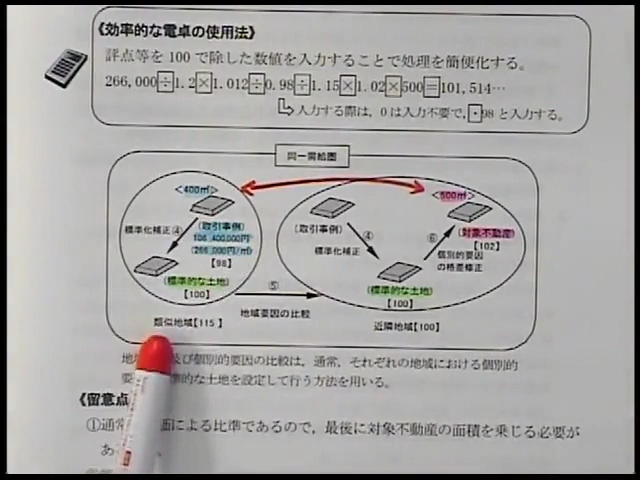 《効率的な電卓の使用法》
評点等を 100 で除した数値を入力することで処理を簡便化する。
266,000÷1.2×1.012÷0.98÷1.15×1.02×500=101,514…
入力する際は，0 は入力不要で，・98 と入力する。
同一需給圏
<400㎡>
(取引事例)
106,400,000円
(266,000円/㎡)
【98】
標準化補正④
(標準的な土地)
【100】
類似地域【115】
⑤
地域要因の比較
<500㎡>
(取引事例)
④
標準化補正
(対象不動産)
【102】
⑥
個別的要因
の格差修正
(標準的な土地)
【100】
近隣地域【100】
地域 及び個別的要因の比較は，通常，それぞれの地域における個別的
要 準的な土地を設定して行う方法を用いる。
《留意点
①通常 面による比準であるので，最後に対象不動産の面積を乗じる必要が
あ